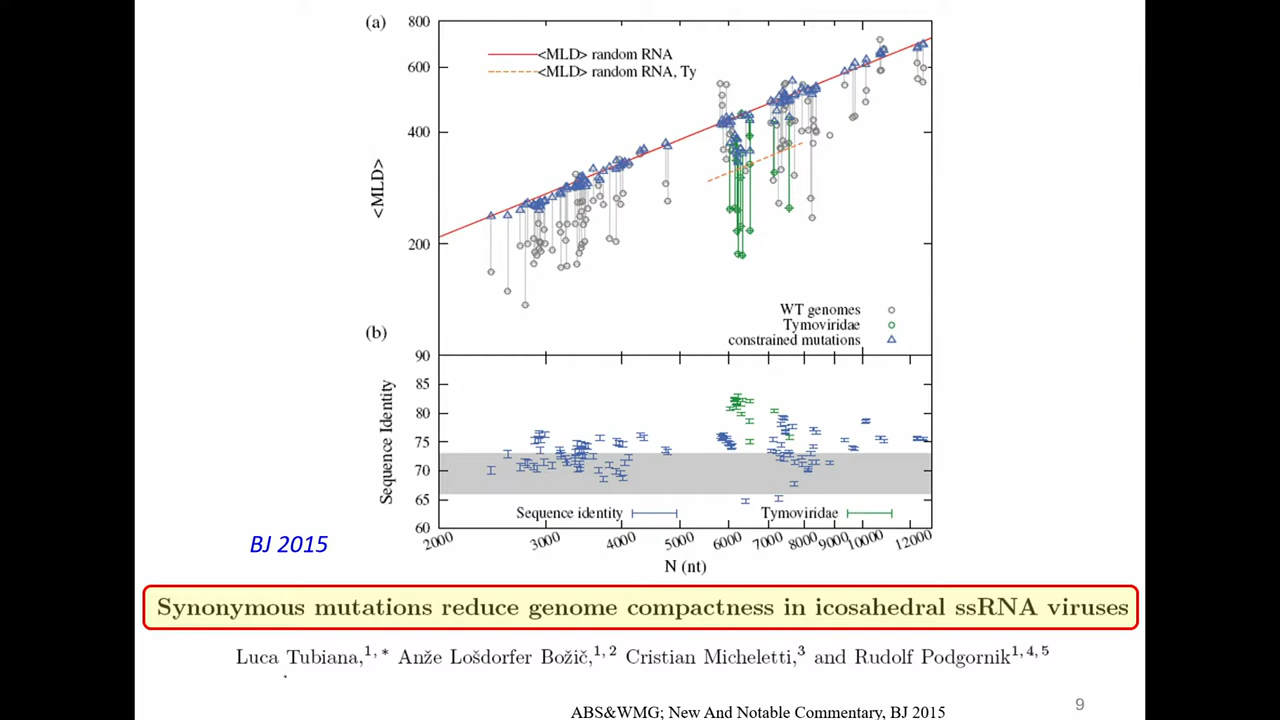 (a)
800
600
400
200
<MLD>
<MLD> random RNA
<MLD> random RNA, Ty
WT genomes
Tymoviridae
constrained mutations
(b)
90
85
80
75
70
65
60
Sequence Identity
Sequence identity
Tymoviridae
2000 3000 4000 5000 6000 7000 8000 9000 10000 12000
N (nt)
BJ 2015
Synonymous mutations reduce genome compactness in icosahedral ssRNA viruses
Luca Tubiana,1,* Anže Lošdorfer Božič,1,2 Cristian Micheletti,3 and Rudolf Podgornik1,4,5
ABS&WMG; New And Notable Commentary, BJ 2015
9